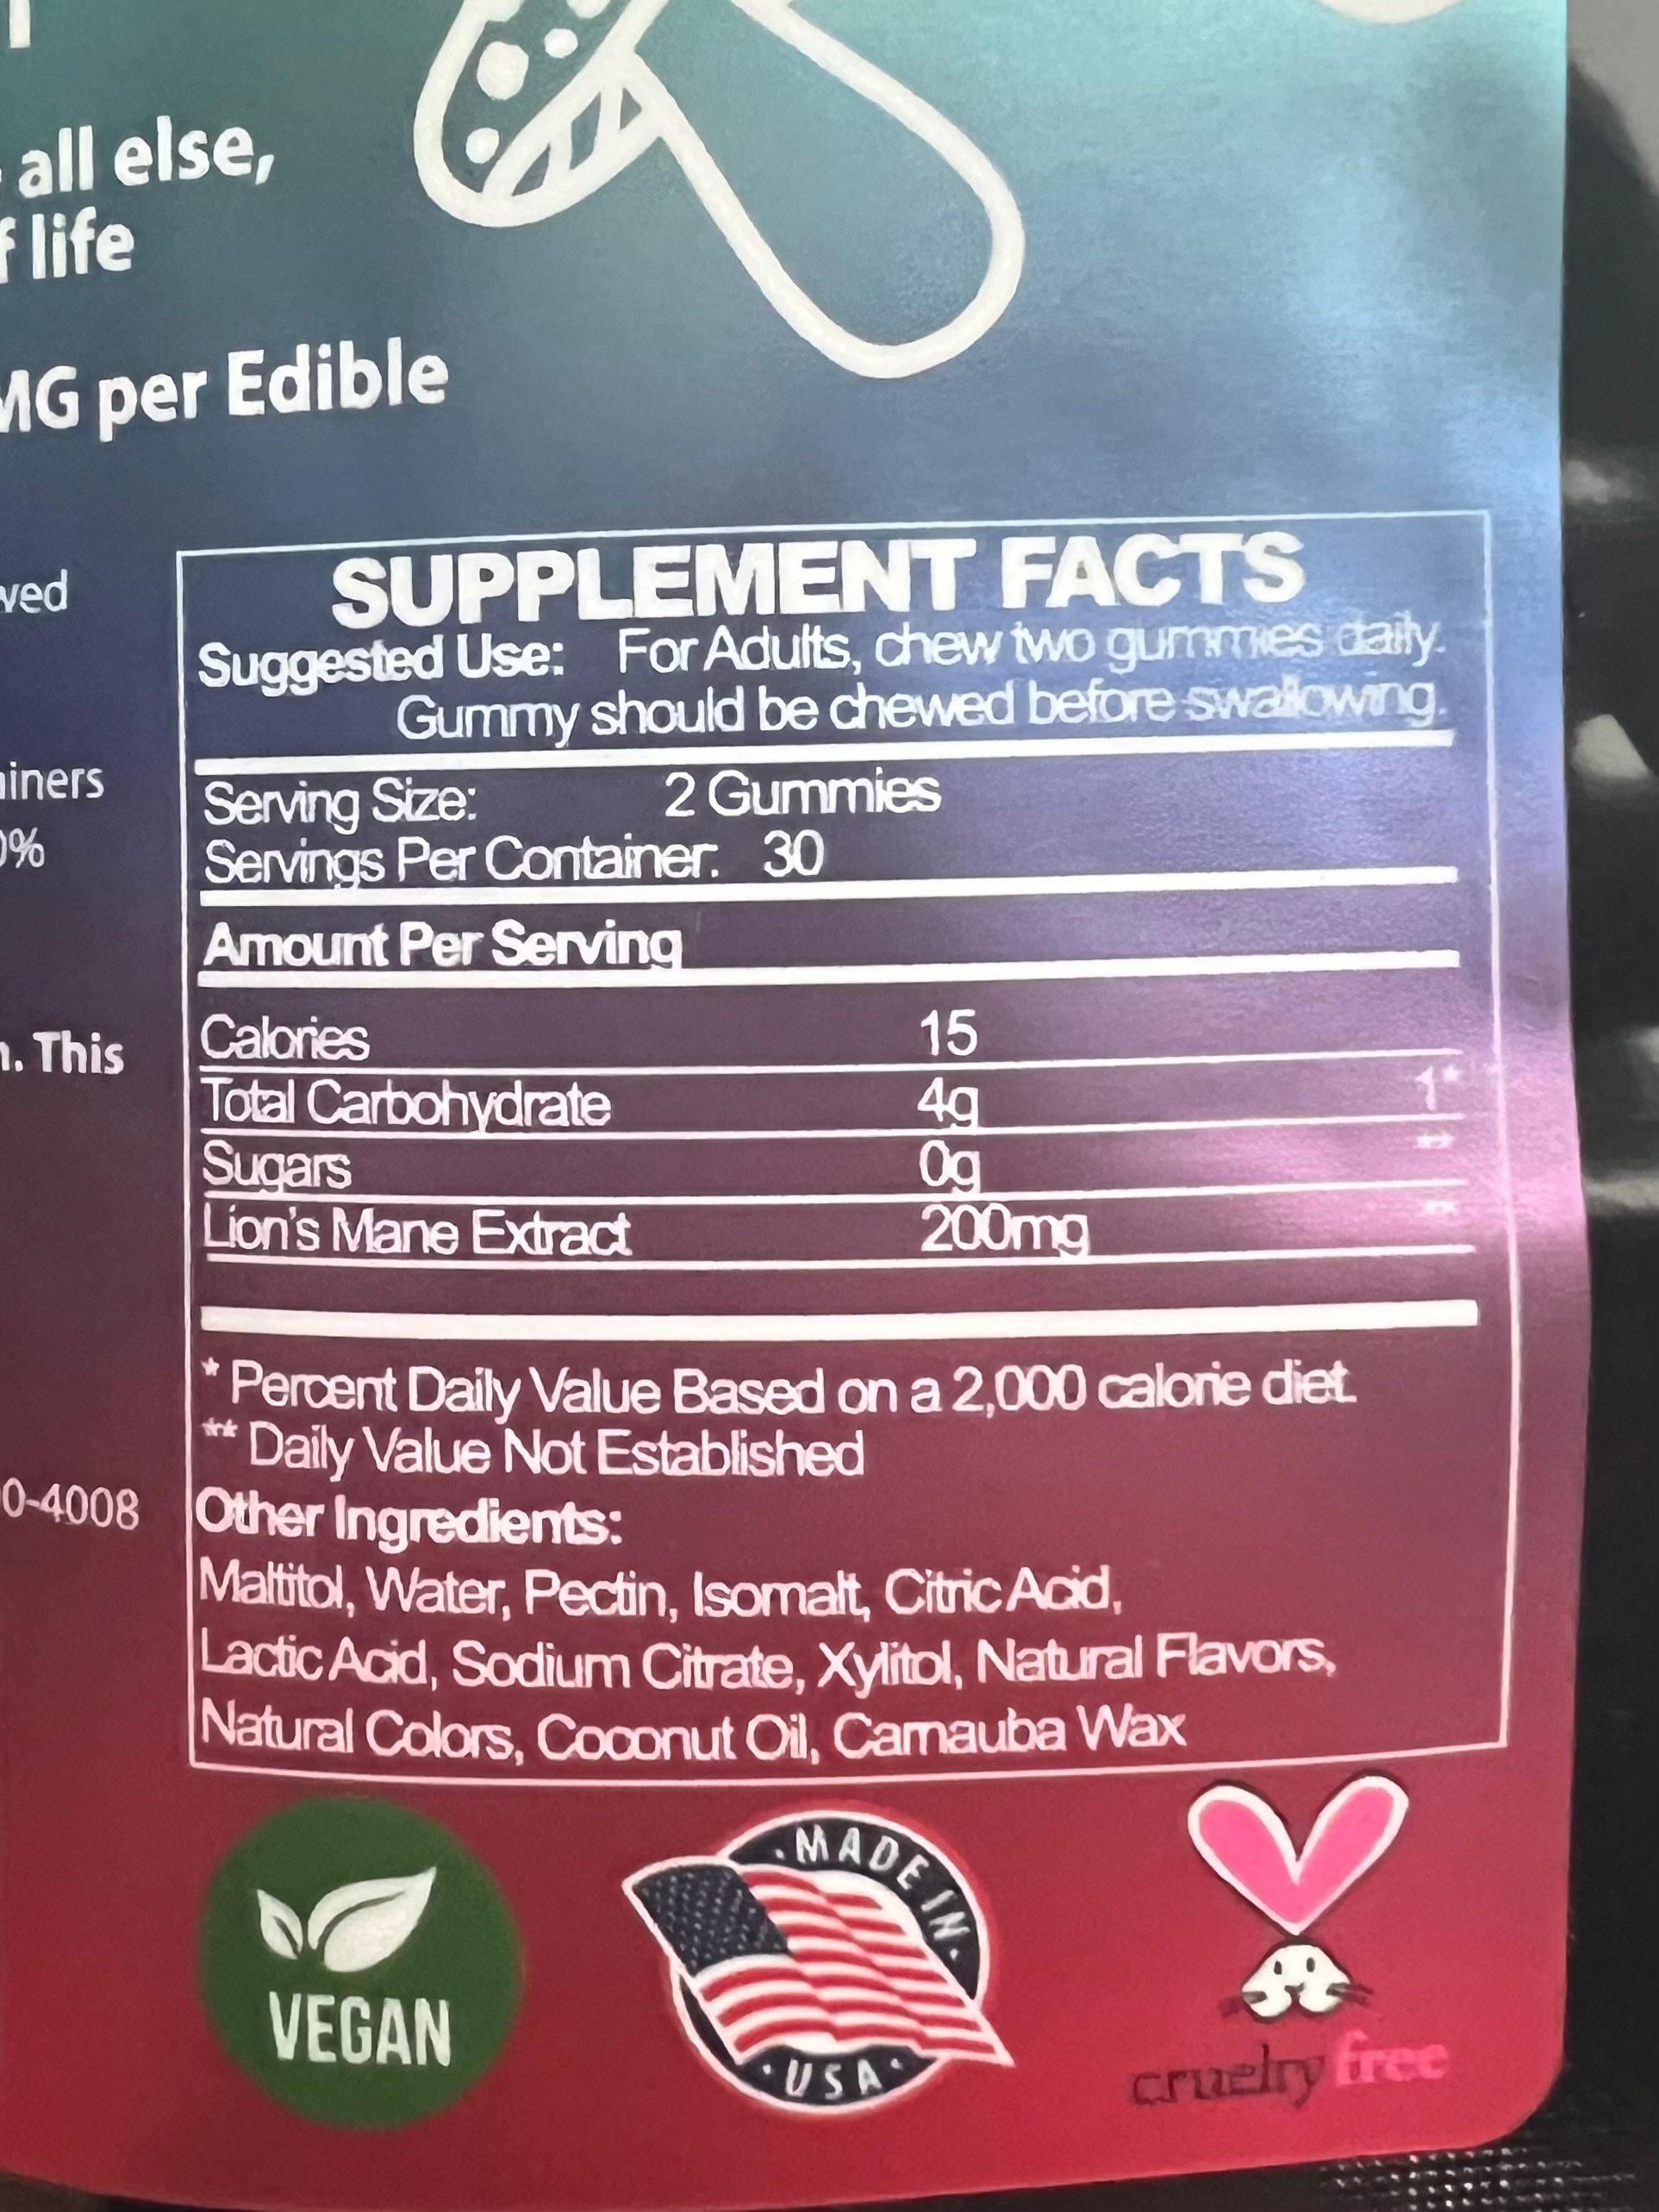 all else,
life
MG per Edible
SUPPLEMENT FACTS
Suggested Use: For Adults, chew two gummies daily.
Gummy should be chewed before swallowing.
Serving Size: 2 Gummies
Servings Per Container: 30
Amount Per Serving
Calories 15
Total Carbohydrate 4g 1*
Sugars 0g **
Lion's Mane Extract 200mg **
* Percent Daily Value Based on a 2,000 calorie diet.
** Daily Value Not Established
This
0-4008
Other Ingredients:
Maltitol, Water, Pectin, Isomalt, Citric Acid,
Lactic Acid, Sodium Citrate, Xylitol, Natural Flavors,
Natural Colors, Coconut Oil, Carnauba Wax
VEGAN
·MADE IN·
·USA·
cruelty free